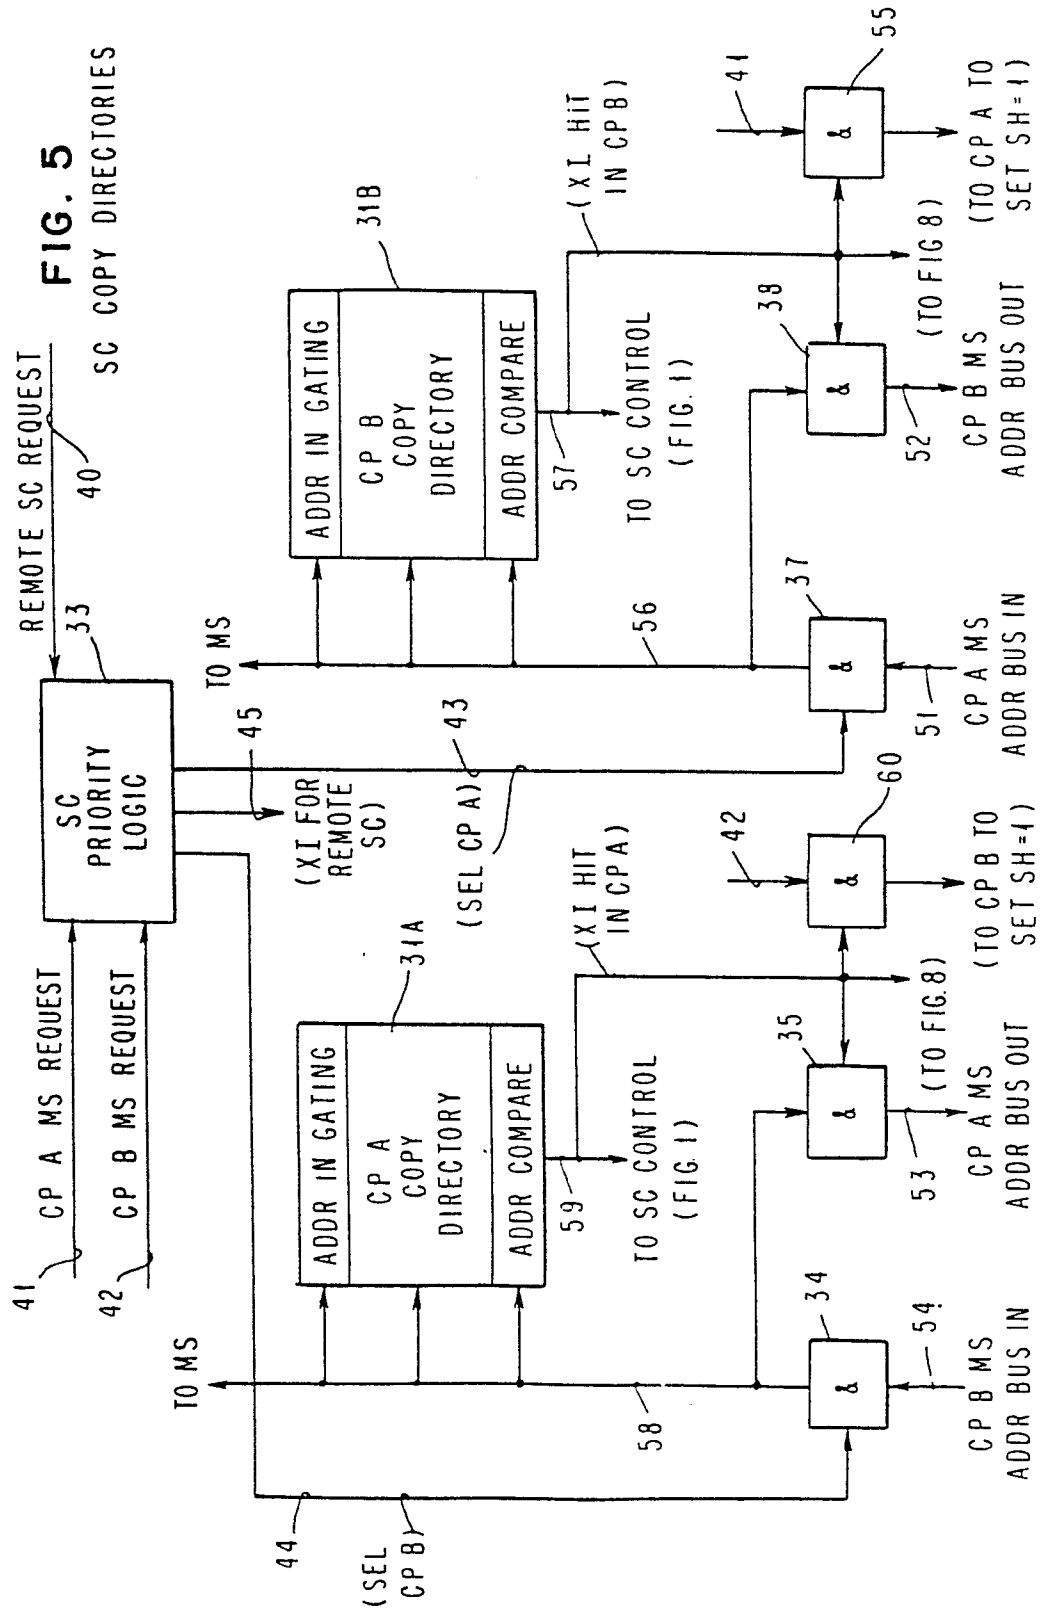 FIG. 5
SC COPY DIRECTORIES
REMOTE SC REQUEST
40
33
SC
PRIORITY
LOGIC
CP A MS REQUEST
41
CP B MS REQUEST
42
45
(XI FOR
REMOTE
SC)
43
(SEL CP A)
44
(SEL
CP B)
TO MS
ADDR IN GATING
CP A
COPY
DIRECTORY
ADDR COMPARE
31A
59
TO SC CONTROL
(FIG. 1)
(XI HIT
IN CPA)
58
34
&
54
CP B MS
ADDR BUS IN
35
&
53
CP A MS
ADDR BUS OUT
(TO FIG. 8)
42
60
&
(TO CP B TO
SET SH=1)
TO MS
ADDR IN GATING
CP B
COPY
DIRECTORY
ADDR COMPARE
31B
57
TO SC CONTROL
(FIG. 1)
(XI HIT
IN CPB)
56
37
&
51
CP A MS
ADDR BUS IN
38
&
52
CP B MS
ADDR BUS OUT
(TO FIG 8)
41
55
&
(TO CP A TO
SET SH=1)